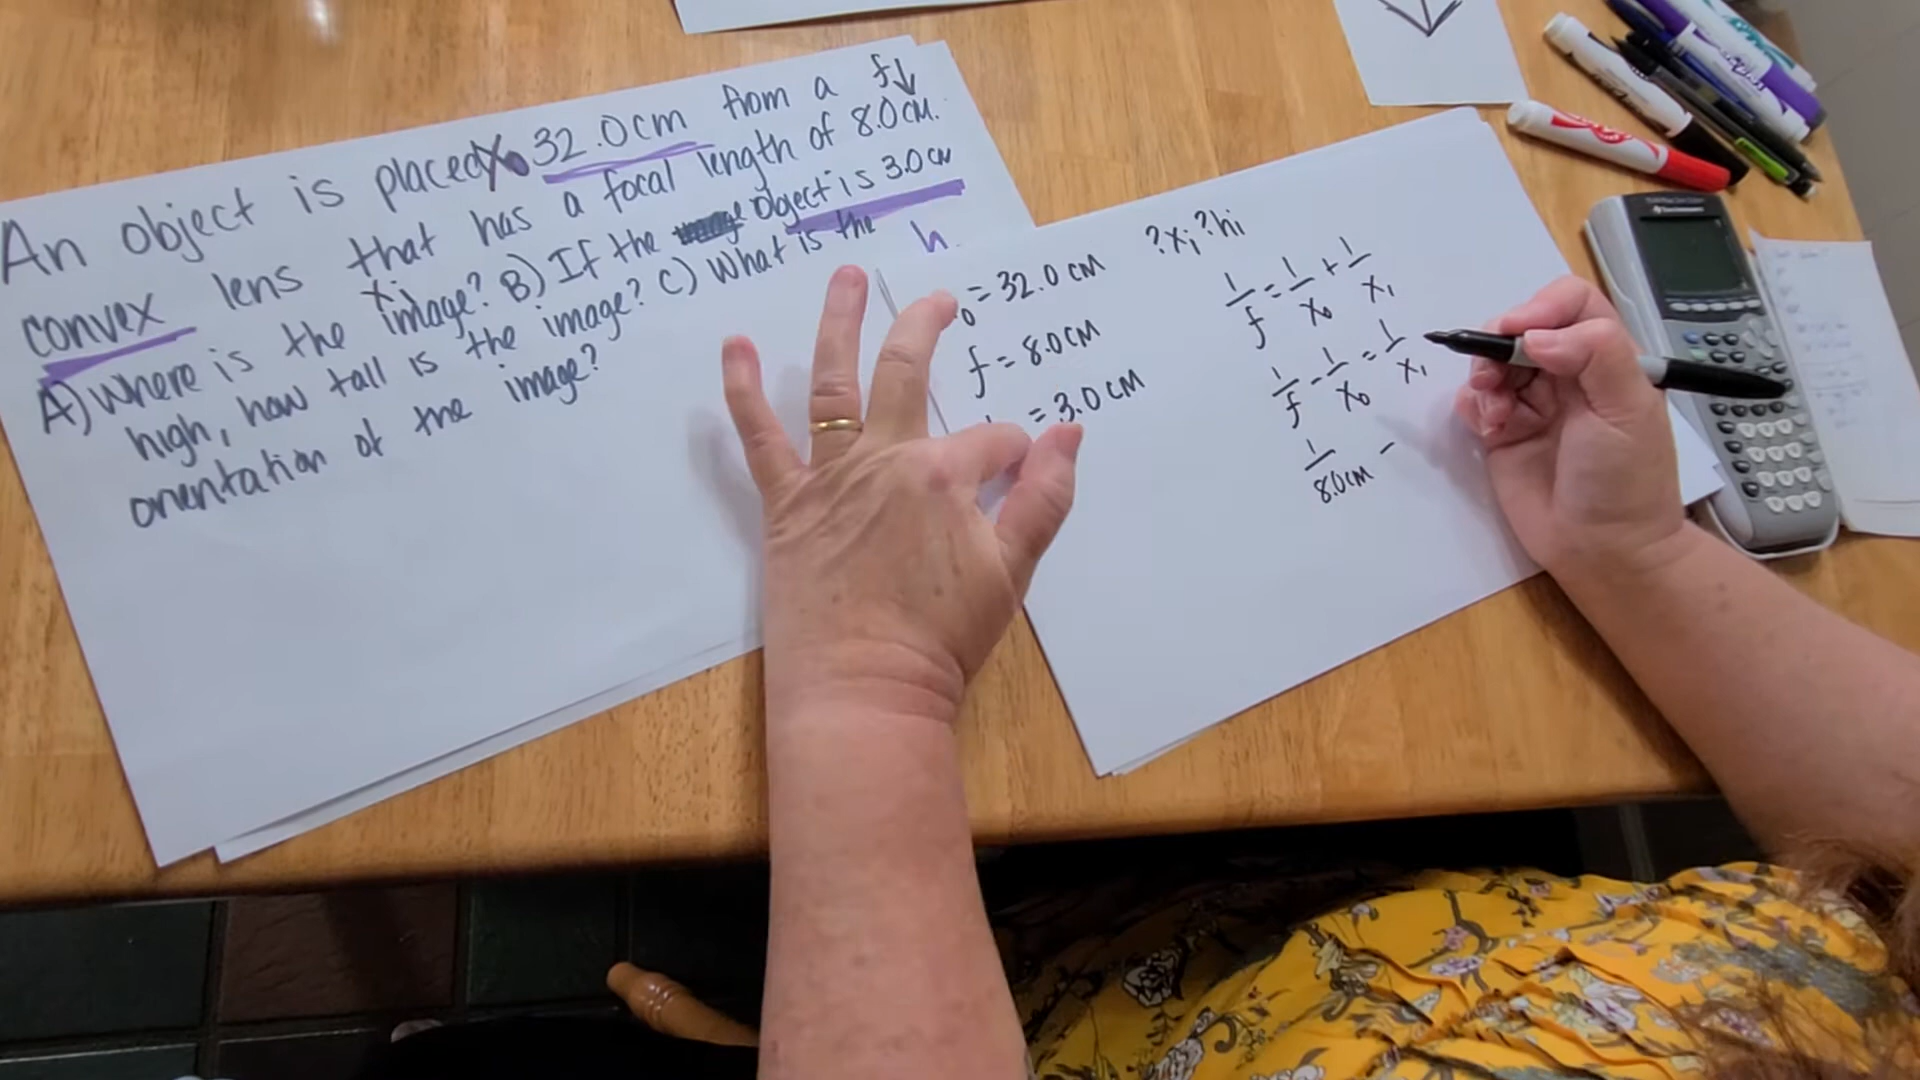 f↓
An object is placed Xo 32.0cm from a
convex lens that has a focal length of 8.0cm.
xi
A) Where is the image? B) If the object is 3.0cm
high, how tall is the image? C) What is the
orientation of the image?
h
?xi ?hi
o = 32.0 cm
f = 8.0cm
= 3.0 cm
1/f = 1/xo + 1/xi
1/f - 1/xo = 1/xi
1/8.0cm -